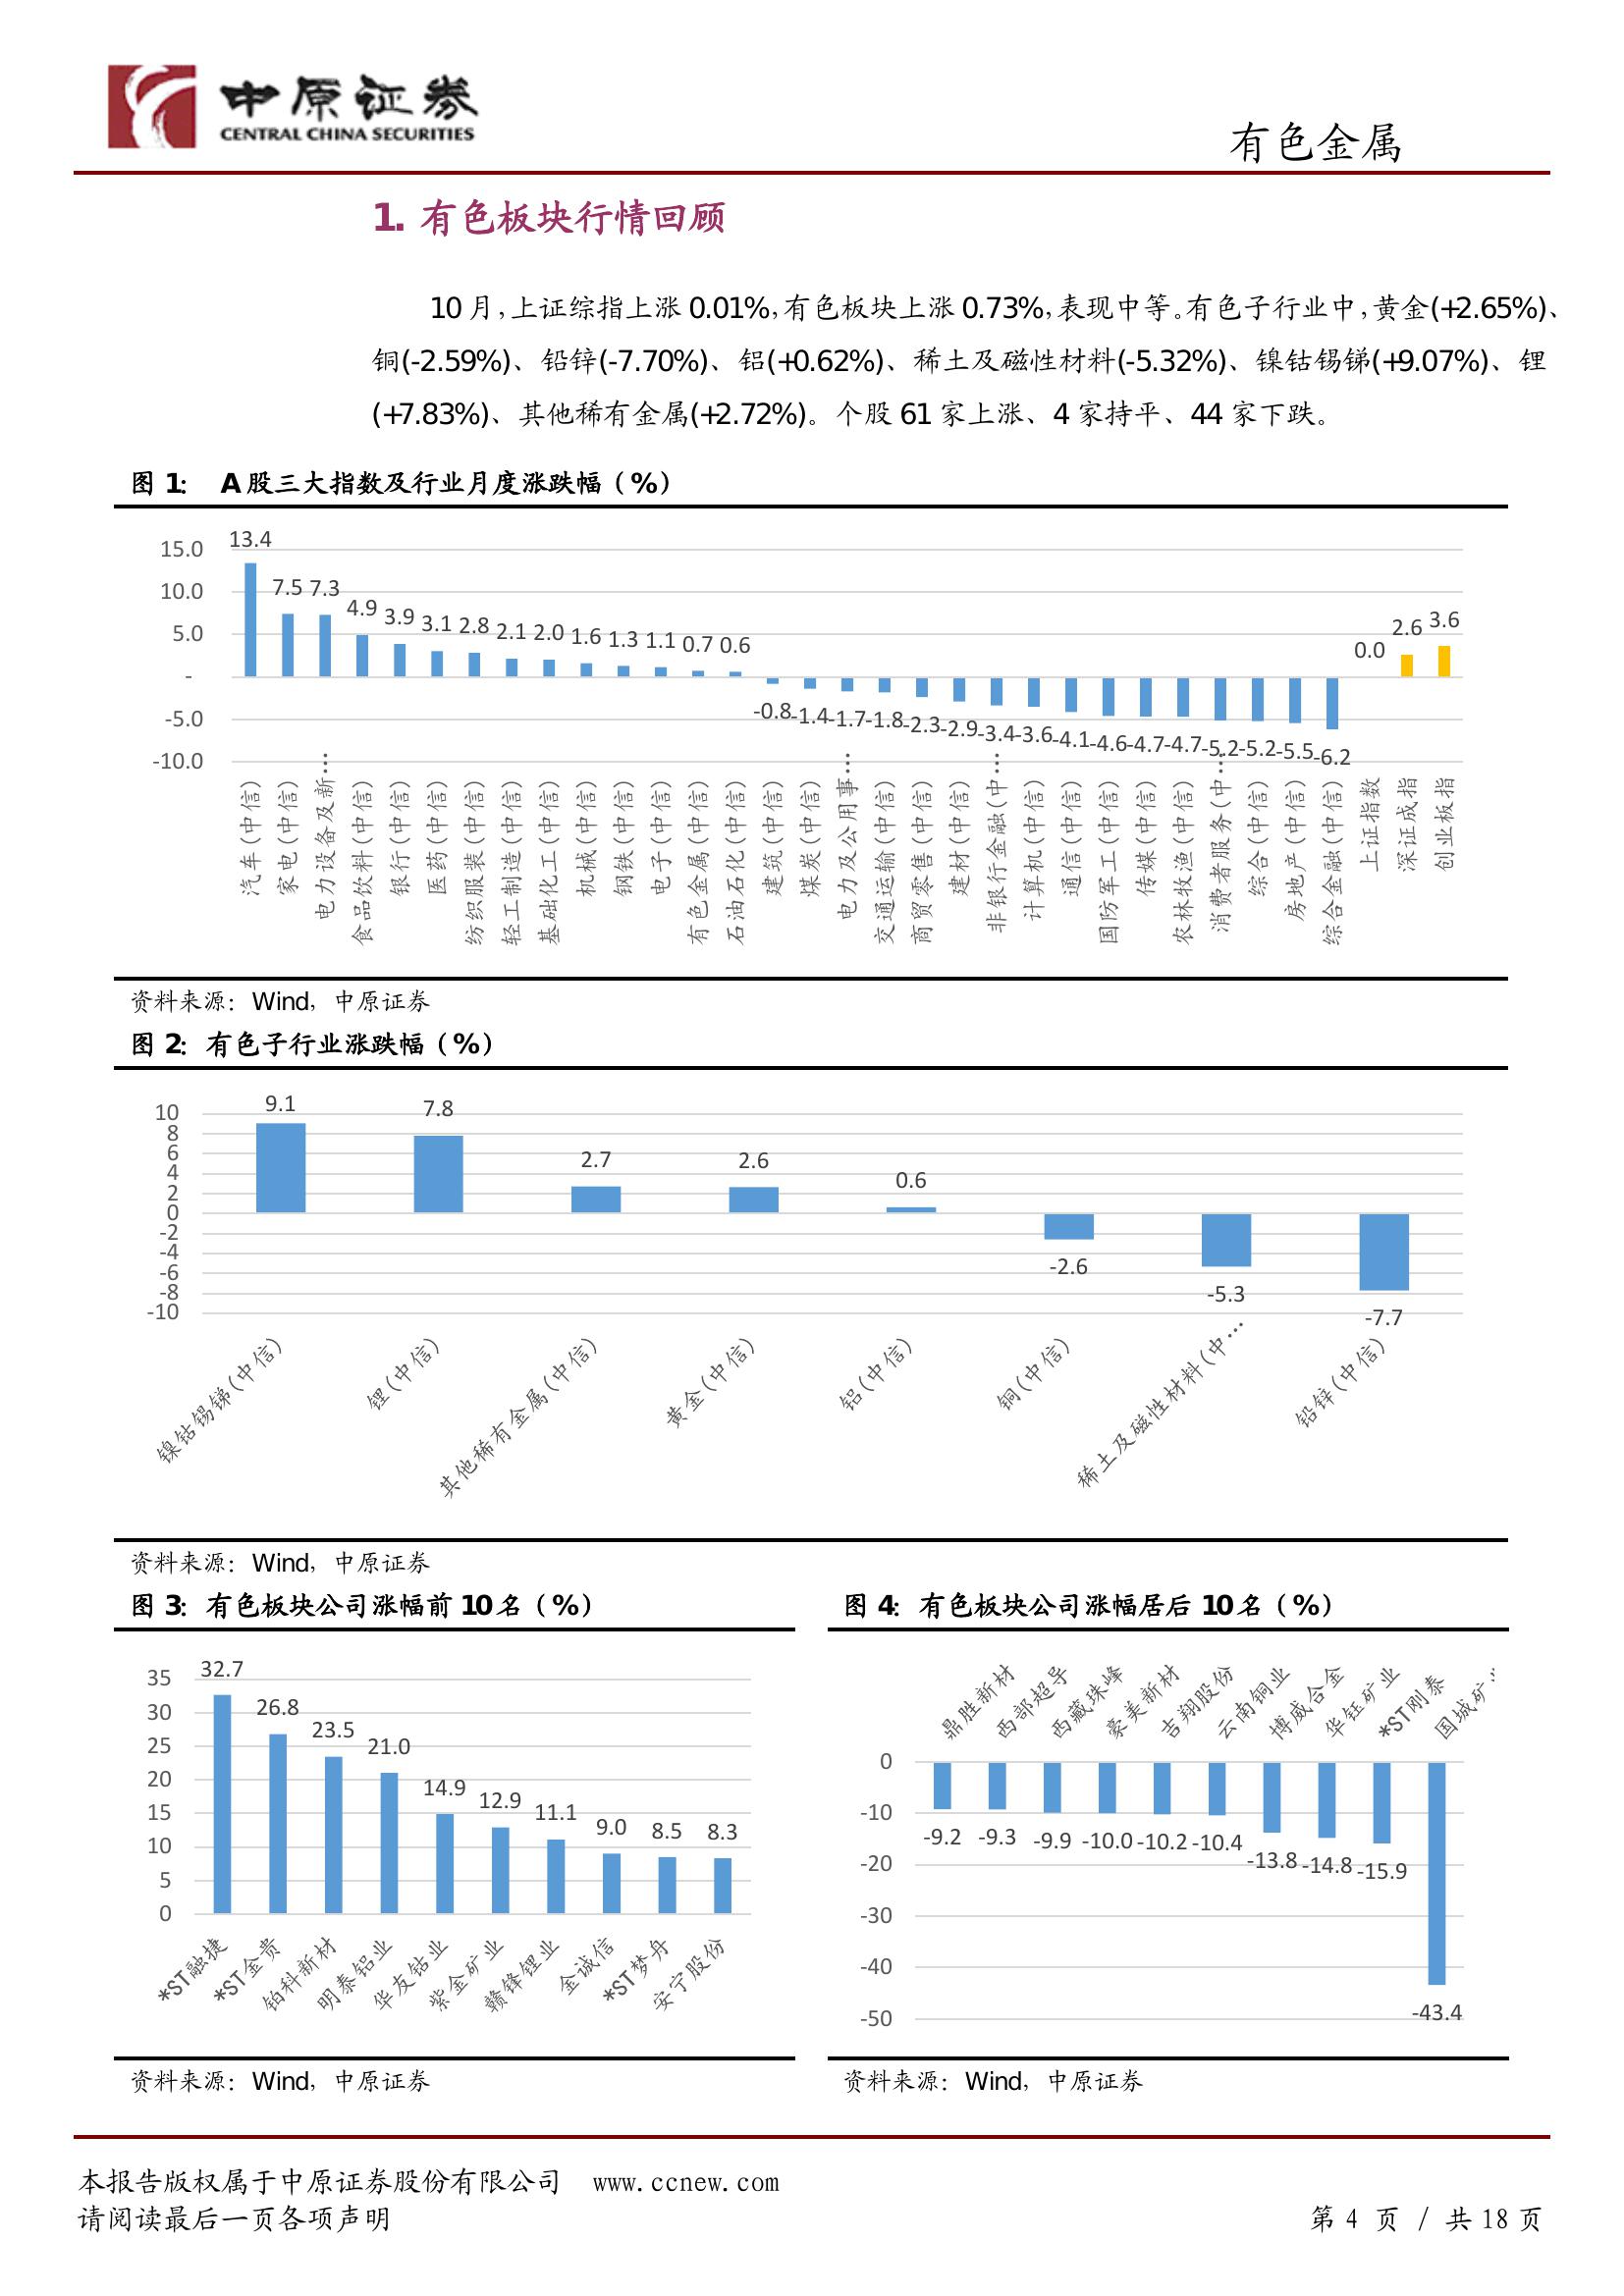 中原证券
CENTRAL CHINA SECURITIES
有色金属
1. 有色板块行情回顾
10 月，上证综指上涨 0.01%，有色板块上涨 0.73%，表现中等。有色子行业中，黄金(+2.65%)、
铜(-2.59%)、铅锌(-7.70%)、铝(+0.62%)、稀土及磁性材料(-5.32%)、镍钴锡锑(+9.07%)、锂
(+7.83%)、其他稀有金属(+2.72%)。个股 61 家上涨、4 家持平、44 家下跌。
图 1： A 股三大指数及行业月度涨跌幅（%）
15.0
10.0
5.0
-
-5.0
-10.0
13.4
7.5
7.3
4.9
3.9
3.1
2.8
2.1
2.0
1.6
1.3
1.1
0.7
0.6
-0.8
-1.4
-1.7
-1.8
-2.3
-2.9
-3.4
-3.6
-4.1
-4.6
-4.7
-4.7
-5.2
-5.2
-5.5
-6.2
0.0
2.6
3.6
汽车(中信)
家电(中信)
电力设备及新…
食品饮料(中信)
银行(中信)
医药(中信)
纺织服装(中信)
轻工制造(中信)
基础化工(中信)
机械(中信)
钢铁(中信)
电子(中信)
有色金属(中信)
石油石化(中信)
建筑(中信)
煤炭(中信)
电力及公用事…
交通运输(中信)
商贸零售(中信)
建材(中信)
非银行金融(中…
计算机(中信)
通信(中信)
国防军工(中信)
传媒(中信)
农林牧渔(中信)
消费者服务(中…
综合(中信)
房地产(中信)
综合金融(中信)
上证指数
深证成指
创业板指
资料来源：Wind，中原证券
图 2：有色子行业涨跌幅（%）
10
8
6
4
2
0
-2
-4
-6
-8
-10
9.1
7.8
2.7
2.6
0.6
-2.6
-5.3
-7.7
镍钴锡锑(中信)
锂(中信)
其他稀有金属(中信)
黄金(中信)
铝(中信)
铜(中信)
稀土及磁性材料(中…
铅锌(中信)
资料来源：Wind，中原证券
图 3：有色板块公司涨幅前 10 名（%）
35
30
25
20
15
10
5
0
32.7
26.8
23.5
21.0
14.9
12.9
11.1
9.0
8.5
8.3
*ST融捷
*ST金贵
铂科新材
明泰铝业
华友钴业
紫金矿业
赣锋锂业
金诚信
*ST梦舟
安宁股份
资料来源：Wind，中原证券
图 4：有色板块公司涨幅居后 10 名（%）
鼎胜新材
西部超导
西藏珠峰
豪美新材
吉翔股份
云南铜业
博威合金
华钰矿业
*ST刚泰
国城矿
0
-10
-20
-30
-40
-50
-9.2
-9.3
-9.9
-10.0
-10.2
-10.4
-13.8
-14.8
-15.9
-43.4
资料来源：Wind，中原证券
本报告版权属于中原证券股份有限公司 www.ccnew.com
请阅读最后一页各项声明
第 4 页 / 共 18 页